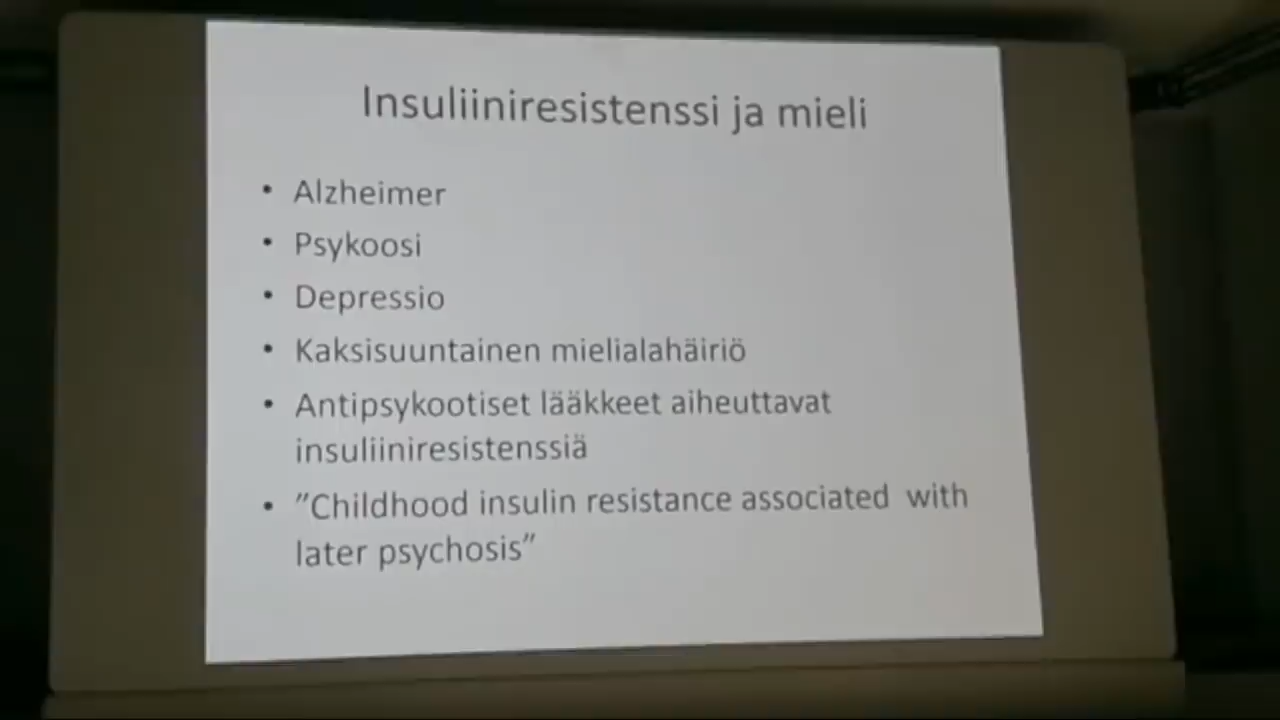 Insuliiniresistenssi ja mieli
• Alzheimer
• Psykoosi
• Depressio
• Kaksisuuntainen mielialahäiriö
• Antipsykootiset lääkkeet aiheuttavat
insuliiniresistenssiä
• ”Childhood insulin resistance associated with
later psychosis”